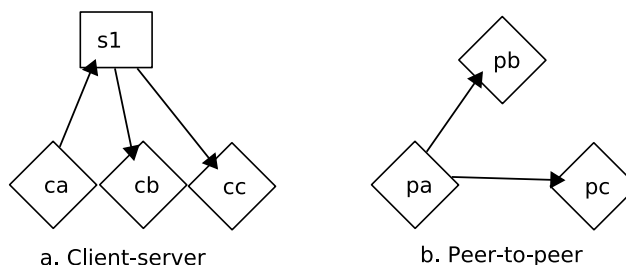 s1
ca
cb
cc
a. Client-server
pb
pa
pc
b. Peer-to-peer